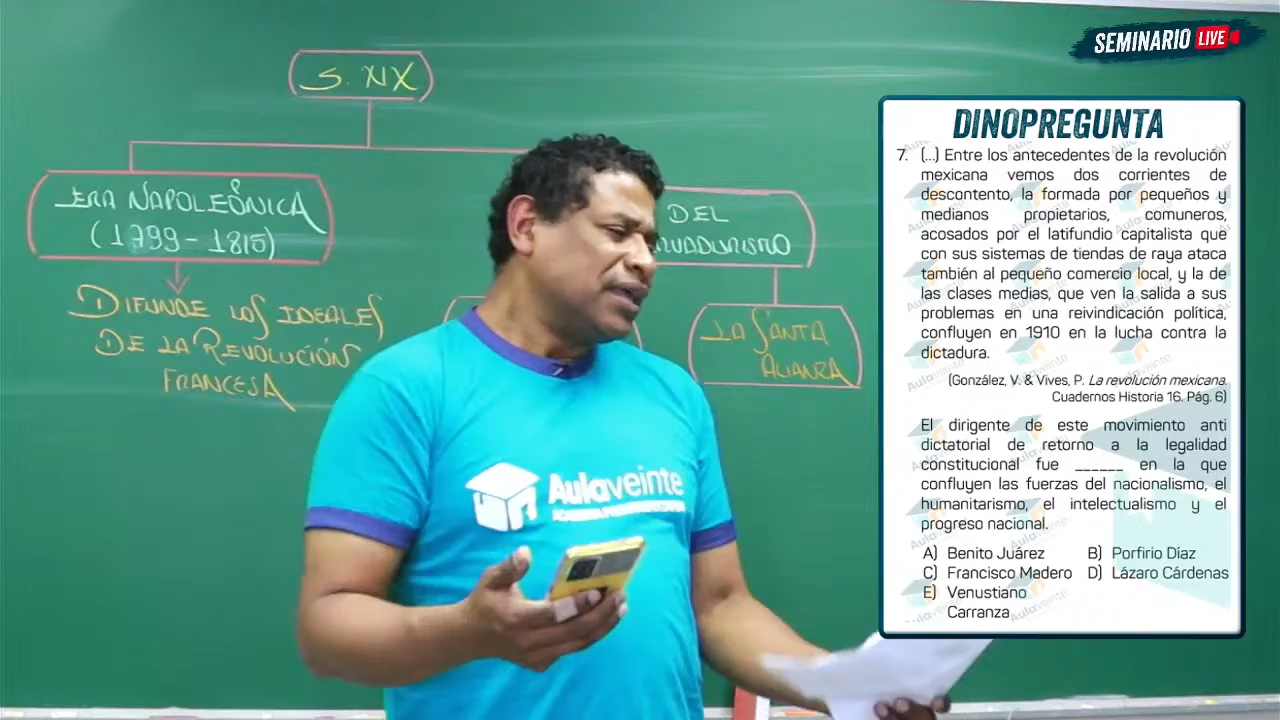 SEMINARIO LIVE
S. XIX
ERA NAPOLEÓNICA
(1799 - 1815)
DIFUNDE LOS IDEALES
DE LA REVOLUCIÓN
FRANCESA
DEL
LA SANTA
ALIANZA
Aulaveinte
DINOPREGUNTA
7. (...) Entre los antecedentes de la revolución
mexicana vemos dos corrientes de
descontento, la formada por pequeños y
medianos propietarios, comuneros,
acosados por el latifundio capitalista que
con sus sistemas de tiendas de raya ataca
también al pequeño comercio local, y la de
las clases medias, que ven la salida a sus
problemas en una reivindicación política,
confluyen en 1910 en la lucha contra la
dictadura.
(González, V. & Vives, P. La revolución mexicana.
Cuadernos Historia 16. Pág. 6)
El dirigente de este movimiento anti
dictatorial de retorno a la legalidad
constitucional fue ______ en la que
confluyen las fuerzas del nacionalismo, el
humanitarismo, el intelectualismo y el
progreso nacional.
A) Benito Juárez B) Porfirio Díaz
C) Francisco Madero D) Lázaro Cárdenas
E) Venustiano
Carranza